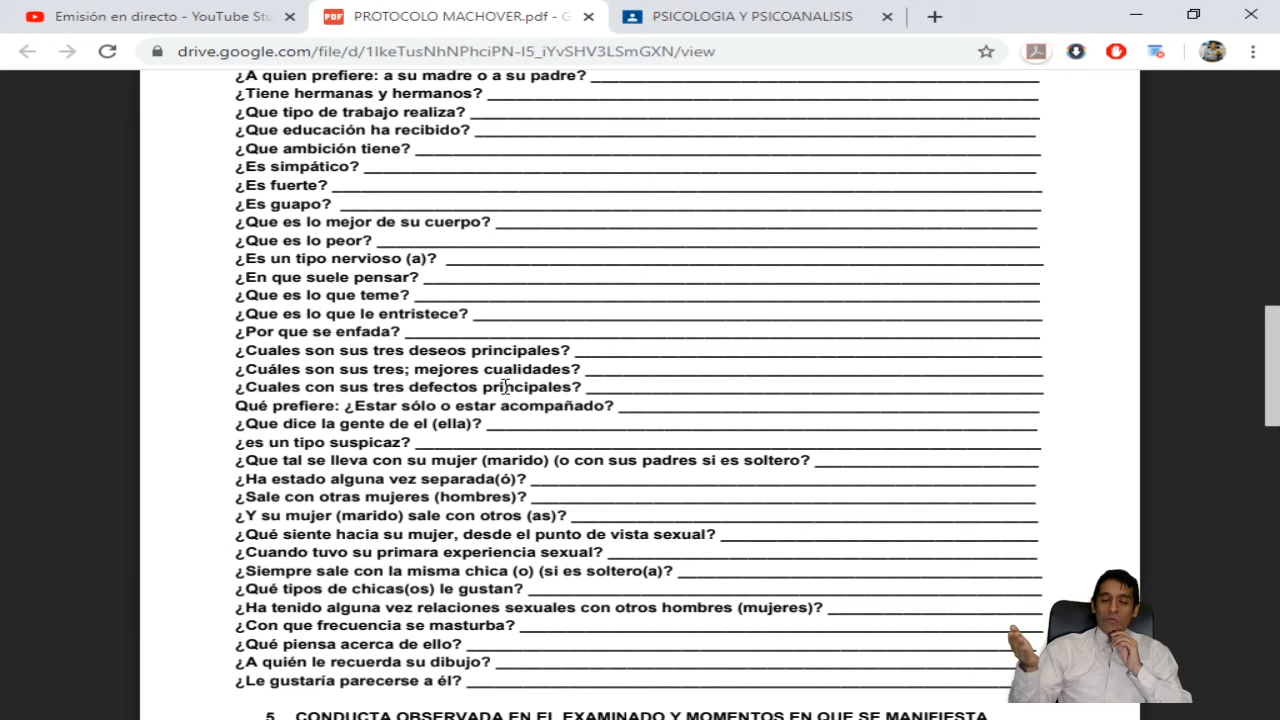 Emisión en directo - YouTube Stu
PDF PROTOCOLO MACHOVER.pdf - G
PSICOLOGIA Y PSICOANALISIS
drive.google.com/file/d/1lkeTusNhNPhciPN-I5_iYvSHV3LSmGXN/view
¿A quien prefiere: a su madre o a su padre?
¿Tiene hermanas y hermanos?
¿Que tipo de trabajo realiza?
¿Que educación ha recibido?
¿Que ambición tiene?
¿Es simpático?
¿Es fuerte?
¿Es guapo?
¿Que es lo mejor de su cuerpo?
¿Que es lo peor?
¿Es un tipo nervioso (a)?
¿En que suele pensar?
¿Que es lo que teme?
¿Que es lo que le entristece?
¿Por que se enfada?
¿Cuales son sus tres deseos principales?
¿Cuáles son sus tres; mejores cualidades?
¿Cuales con sus tres defectos principales?
Qué prefiere: ¿Estar sólo o estar acompañado?
¿Que dice la gente de el (ella)?
¿es un tipo suspicaz?
¿Que tal se lleva con su mujer (marido) (o con sus padres si es soltero?
¿Ha estado alguna vez separada(ó)?
¿Sale con otras mujeres (hombres)?
¿Y su mujer (marido) sale con otros (as)?
¿Qué siente hacia su mujer, desde el punto de vista sexual?
¿Cuando tuvo su primara experiencia sexual?
¿Siempre sale con la misma chica (o) (si es soltero(a)?
¿Qué tipos de chicas(os) le gustan?
¿Ha tenido alguna vez relaciones sexuales con otros hombres (mujeres)?
¿Con que frecuencia se masturba?
¿Qué piensa acerca de ello?
¿A quién le recuerda su dibujo?
¿Le gustaría parecerse a él?
5. CONDUCTA OBSERVADA EN EL EXAMINADO Y MOMENTOS EN QUE SE MANIFIESTA